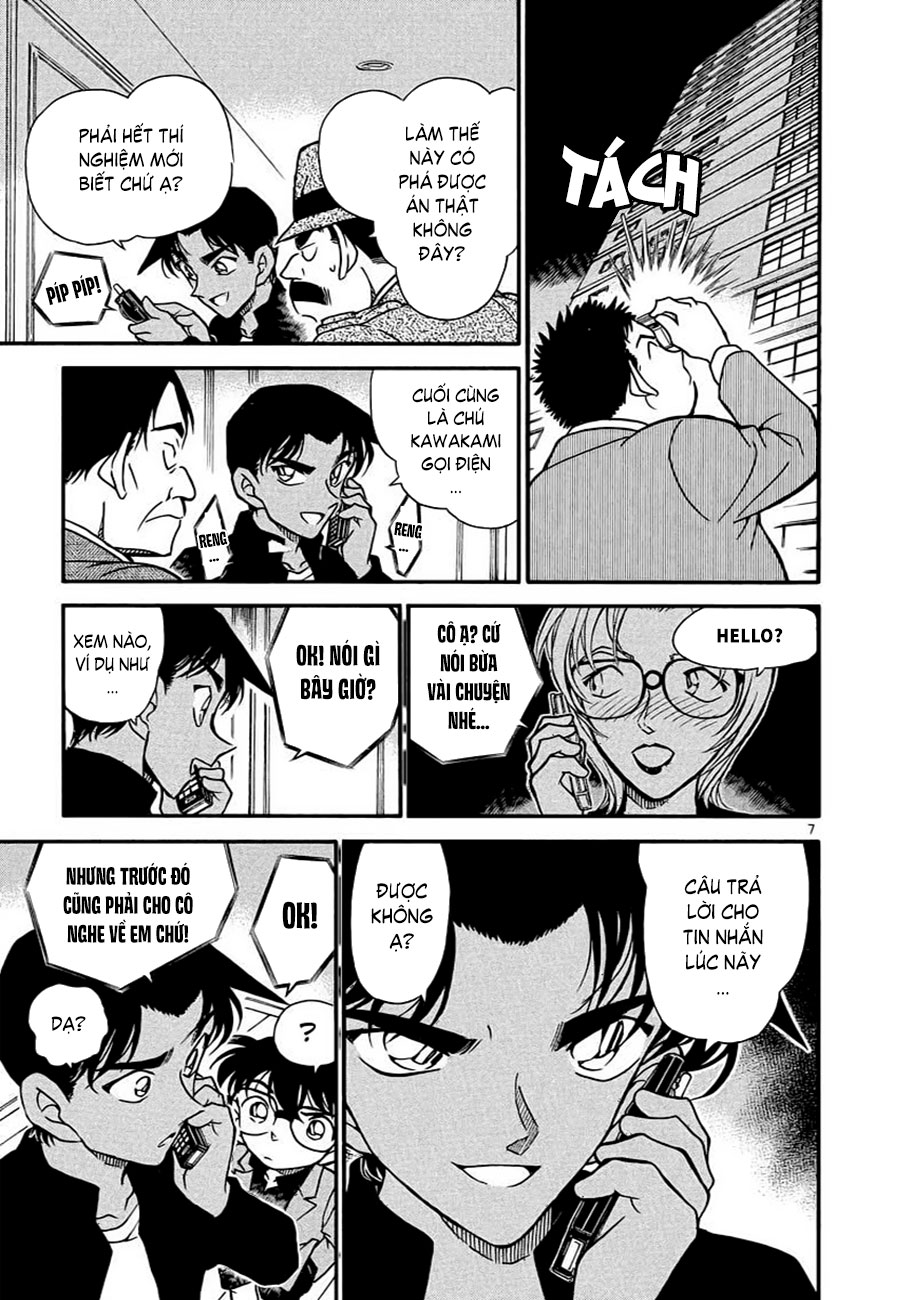 TÁCH
LÀM THẾ
NÀY CÓ
PHÁ ĐƯỢC
ÁN THẬT
KHÔNG
ĐÂY?
PHẢI HẾT THÍ
NGHIỆM MỚI
BIẾT CHỨ Ạ?
PÍP PÍP!
CUỐI CÙNG
LÀ CHÚ
KAWAKAMI
GỌI ĐIỆN
...
RENG
...
RENG
...
HELLO?
CÔ Ạ? CỨ
NÓI BỪA
VÀI CHUYỆN
NHÉ...
OK! NÓI GÌ
BÂY GIỜ?
XEM NÀO,
VÍ DỤ NHƯ
...
7
CÂU TRẢ
LỜI CHO
TIN NHẮN
LÚC NÀY
...
ĐƯỢC
KHÔNG
Ạ?
OK!
NHƯNG TRƯỚC ĐÓ
CŨNG PHẢI CHO CÔ
NGHE VỀ EM CHỨ!
?
DẠ?